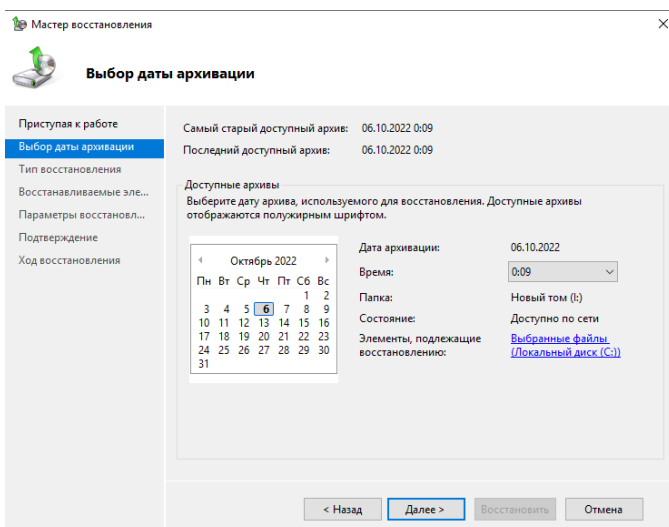 Мастер восстановления
Выбор даты архивации
Приступая к работе
Выбор даты архивации
Тип восстановления
Восстанавливаемые эле...
Параметры восстановл...
Подтверждение
Ход восстановления
Самый старый доступный архив: 06.10.2022 0:09
Последний доступный архив: 06.10.2022 0:09
Доступные архивы
Выберите дату архива, используемого для восстановления. Доступные архивы
отображаются полужирным шрифтом.
Октябрь 2022
Пн Вт Ср Чт Пт Сб Вс
1 2
3 4 5 6 7 8 9
10 11 12 13 14 15 16
17 18 19 20 21 22 23
24 25 26 27 28 29 30
31
Дата архивации: 06.10.2022
Время: 0:09
Папка: Новый том (I:)
Состояние: Доступно по сети
Элементы, подлежащие
восстановлению:
Выбранные файлы
(Локальный диск (C:))
< Назад
Далее >
Восстановить
Отмена